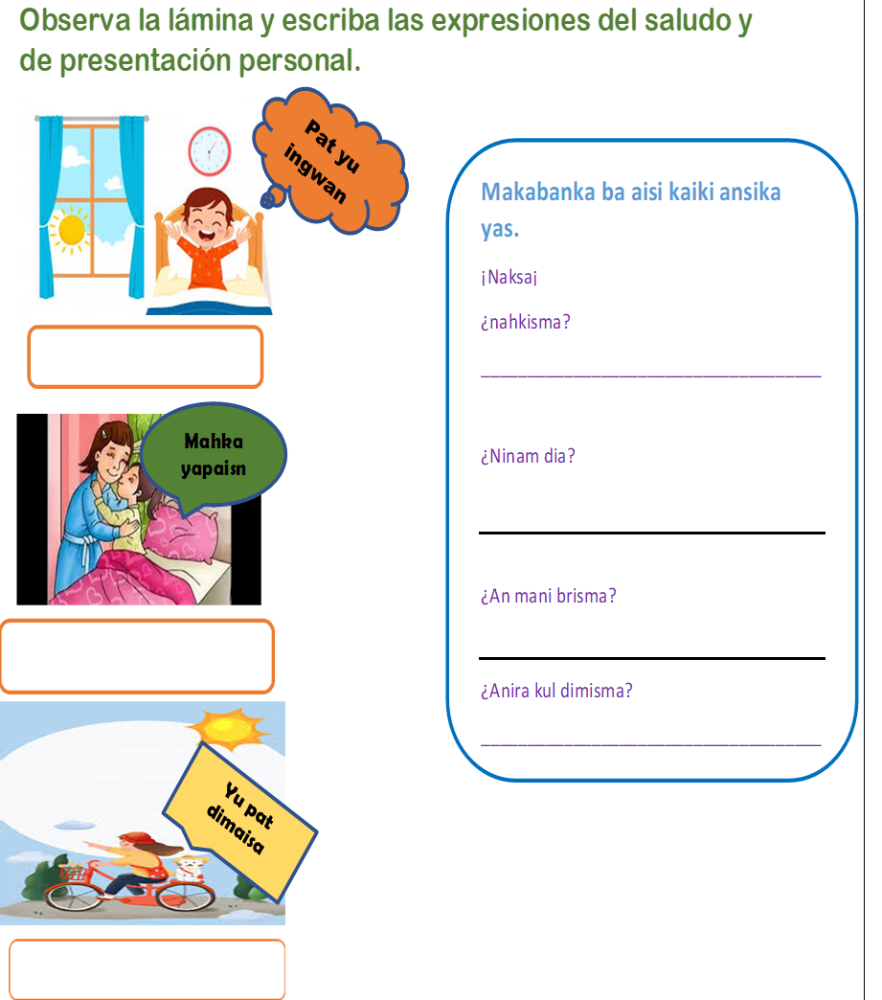 Observa la lámina y escriba las expresiones del saludo y
de presentación personal.
Pat yu
ingwan
Mahka
yapaisn
Yu pat
dimaisa
Makabanka ba aisi kaiki ansika
yas.
¡Naksa¡
¿nahkisma?
¿Ninam dia?
¿An mani brisma?
¿Anira kul dimisma?